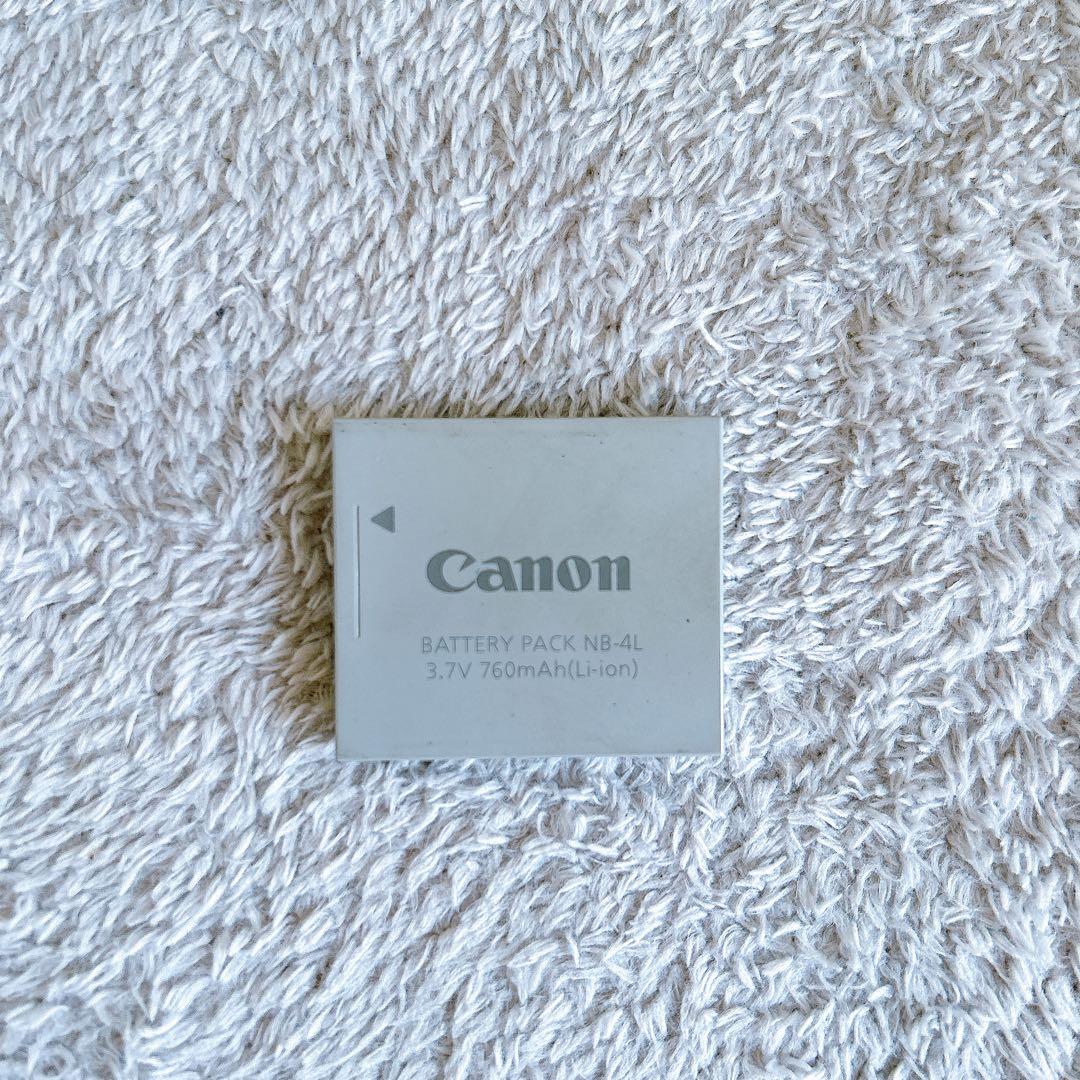 Canon
BATTERY PACK NB-4L
3.7V 760mAh(Li-ion)